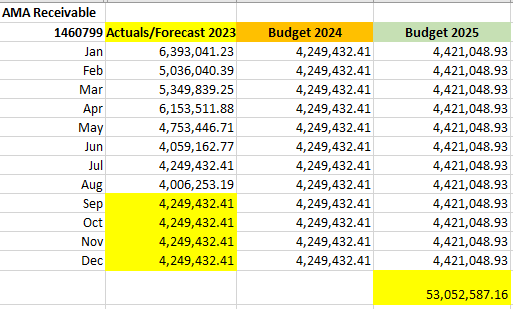 AMA Receivable
1460799 Actuals/Forecast 2023 Budget 2024 Budget 2025
Jan 6,393,041.23 4,249,432.41 4,421,048.93
Feb 5,036,040.39 4,249,432.41 4,421,048.93
Mar 5,349,839.25 4,249,432.41 4,421,048.93
Apr 6,153,511.88 4,249,432.41 4,421,048.93
May 4,753,446.71 4,249,432.41 4,421,048.93
Jun 4,059,162.77 4,249,432.41 4,421,048.93
Jul 4,249,432.41 4,249,432.41 4,421,048.93
Aug 4,006,253.19 4,249,432.41 4,421,048.93
Sep 4,249,432.41 4,249,432.41 4,421,048.93
Oct 4,249,432.41 4,249,432.41 4,421,048.93
Nov 4,249,432.41 4,249,432.41 4,421,048.93
Dec 4,249,432.41 4,249,432.41 4,421,048.93
53,052,587.16